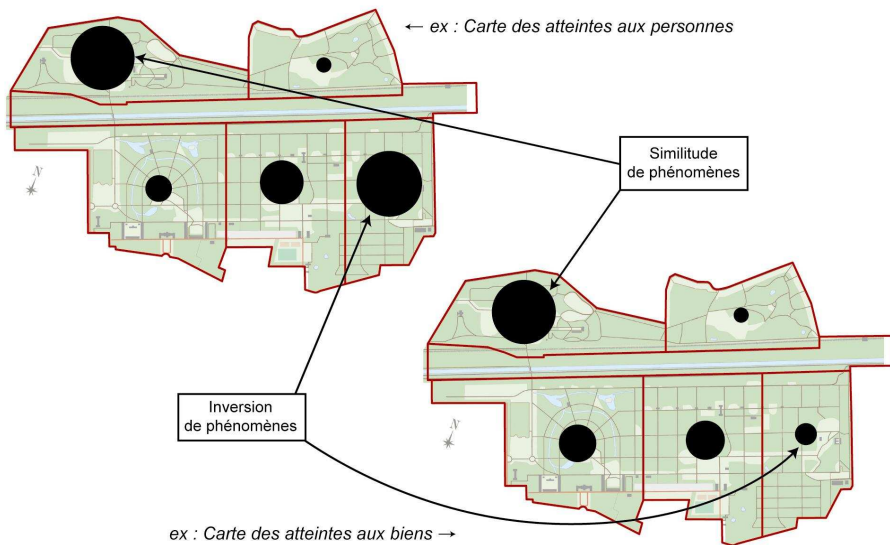 ← ex : Carte des atteintes aux personnes
Similitude
de phénomènes
N
Inversion
de phénomènes
N
ex : Carte des atteintes aux biens →